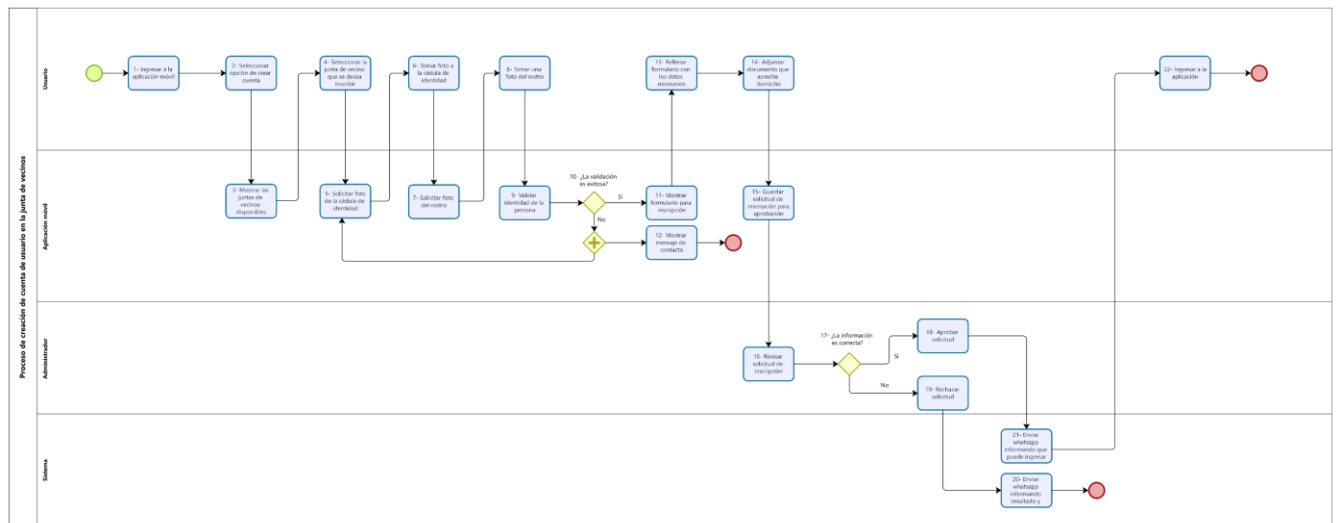 Proceso de creación de cuenta de usuario en la junta de vecinos
Usuario
1- Ingresar a la
aplicación móvil
2- Seleccionar
opción de crear
cuenta
4- Seleccionar la
junta de vecino
que se desea
inscribir
6- Tomar foto a
la cédula de
identidad
8- Tomar una
foto del rostro
13- Rellenar
formulario con
los datos
necesarios
14- Adjuntar
documento que
acredite
domicilio
22- Ingresar a la
aplicación
Aplicación móvil
3- Mostrar las
juntas de
vecinos
disponibles
5- Solicitar foto
de la cédula de
identidad
7- Solicitar foto
del rostro
9- Validar
identidad de la
persona
10- ¿La validación
es exitosa?
Sí
No
11- Mostrar
formulario para
inscripción
12- Mostrar
mensaje de
contacto
15- Guardar
solicitud de
inscripción para
aprobación
Administrador
16- Revisar
solicitud de
inscripción
17- ¿La información
es correcta?
Sí
No
18- Aprobar
solicitud
19- Rechazar
solicitud
Sistema
21- Enviar
whatsapp
informando que
puede ingresar
20- Enviar
whatsapp
informando
resultado y